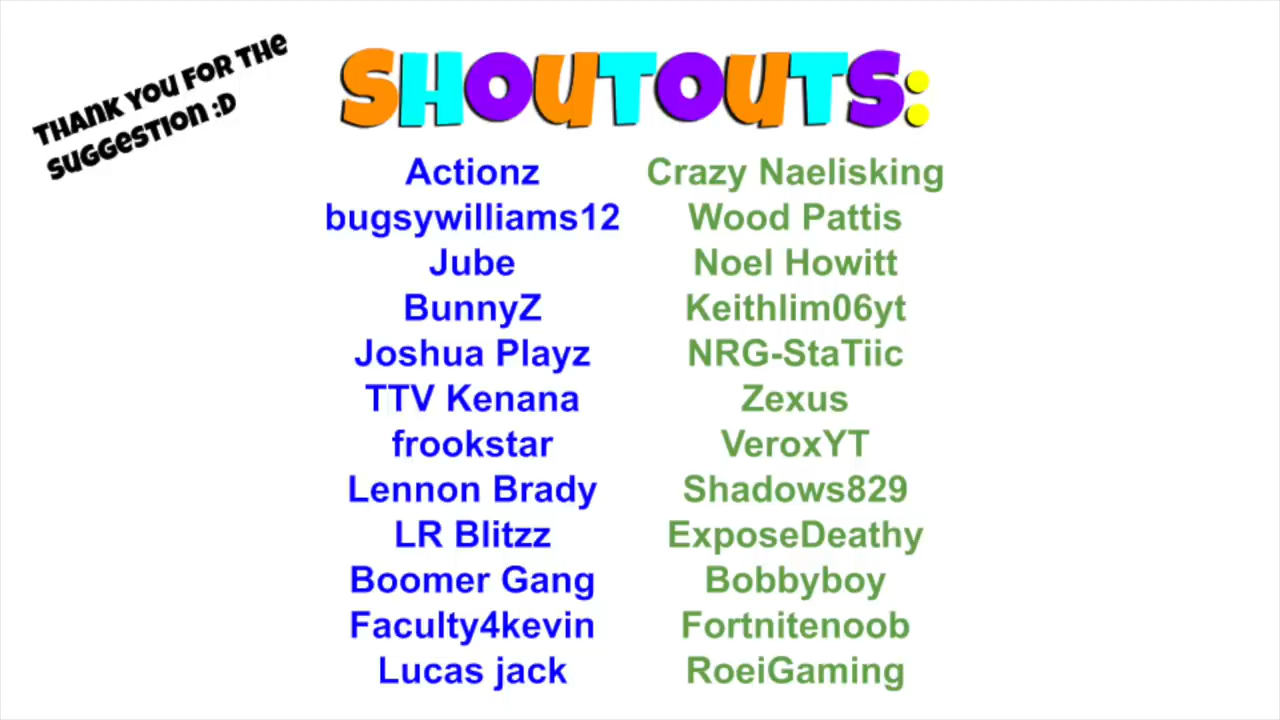 THANK YOU FOR THE
SUGGESTION :D
SHOUTOUTS:
Actionz
bugsywilliams12
Jube
BunnyZ
Joshua Playz
TTV Kenana
frookstar
Lennon Brady
LR Blitzz
Boomer Gang
Faculty4kevin
Lucas jack
Crazy Naelisking
Wood Pattis
Noel Howitt
Keithlim06yt
NRG-StaTiic
Zexus
VeroxYT
Shadows829
ExposeDeathy
Bobbyboy
Fortnitenoob
RoeiGaming